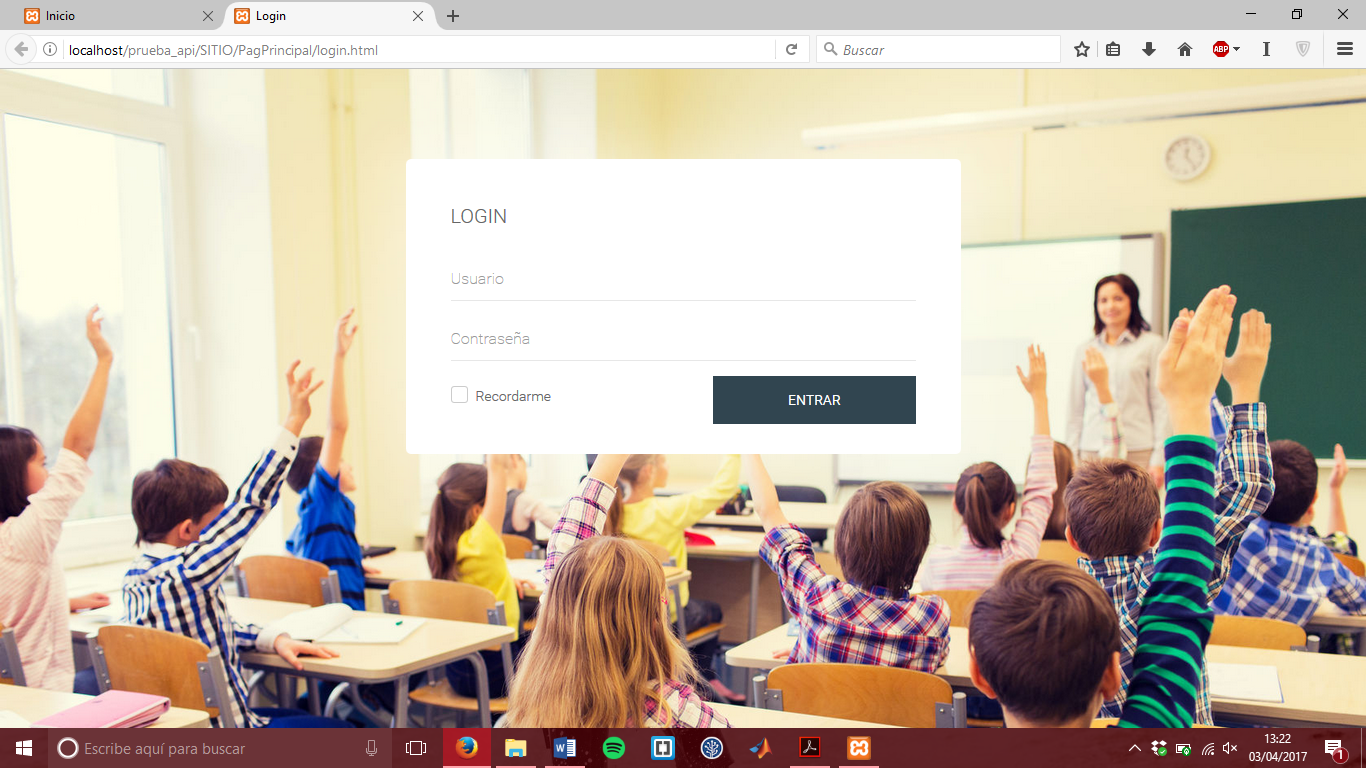 Inicio
Login
localhost/prueba_api/SITIO/PagPrincipal/login.html
Buscar
ABP
LOGIN
Usuario
Contraseña
Recordarme
ENTRAR
Escribe aquí para buscar
13:22
03/04/2017
1